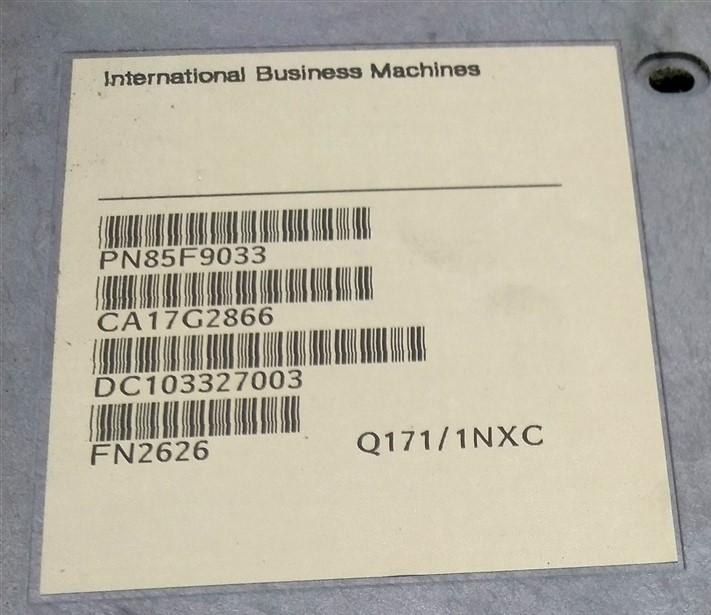 International Business Machines
PN85F9033
CA17G2866
DC103327003
FN2626
Q171/1NXC